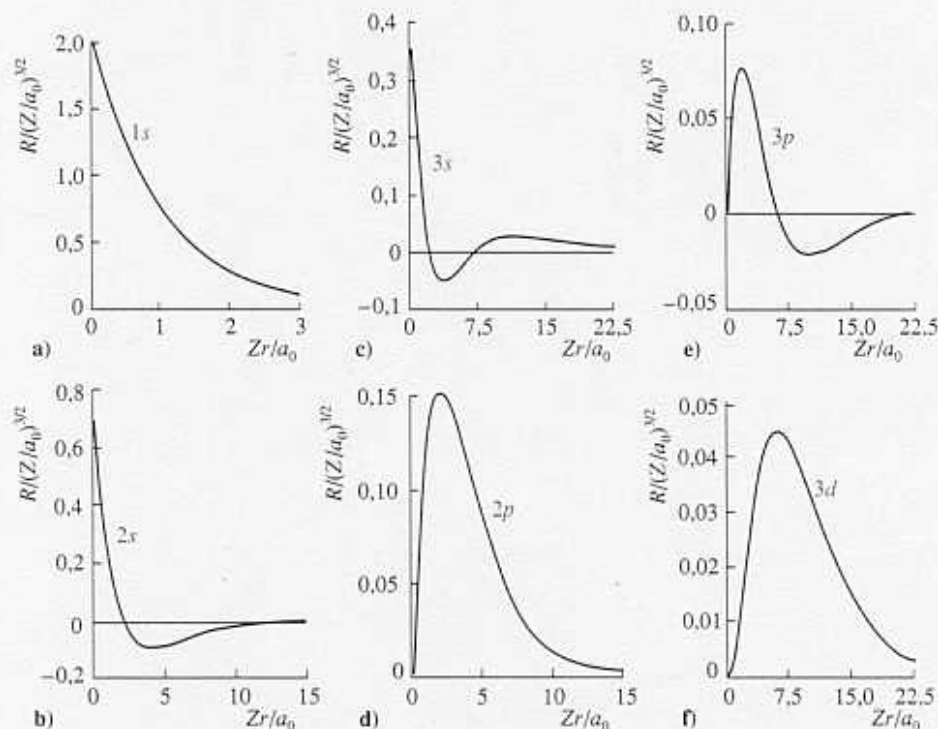 R/(Z/a₀)^3/2
2,0
1,5
1,0
0,5
0
1s
0 1 2 3
a) Zr/a₀
R/(Z/a₀)^3/2
0,4
0,3
0,2
0,1
0
−0,1
3s
0 7,5 15 22,5
c) Zr/a₀
R/(Z/a₀)^3/2
0,10
0,05
0
−0,05
3p
0 7,5 15,0 22,5
e) Zr/a₀
R/(Z/a₀)^3/2
0,8
0,6
0,4
0,2
0
−0,2
2s
0 5 10 15
b) Zr/a₀
R/(Z/a₀)^3/2
0,15
0,10
0,05
0
2p
0 5 10 15
d) Zr/a₀
R/(Z/a₀)^3/2
0,05
0,04
0,03
0,02
0,01
0
3d
0 7,5 15,0 22,5
f) Zr/a₀